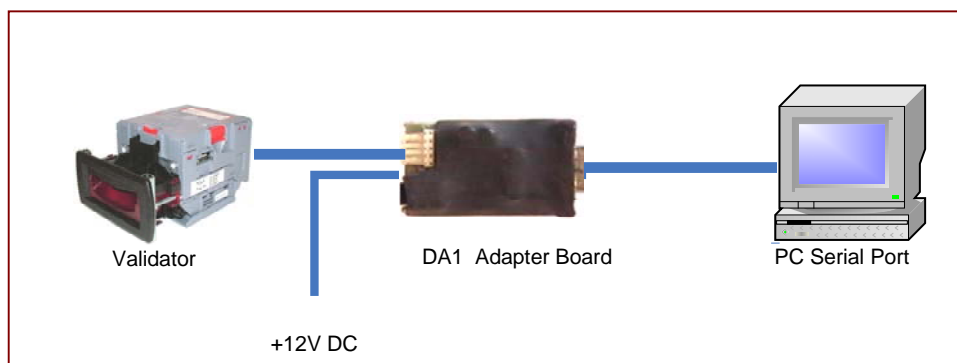 Validator
DA1 Adapter Board
PC Serial Port
+12V DC